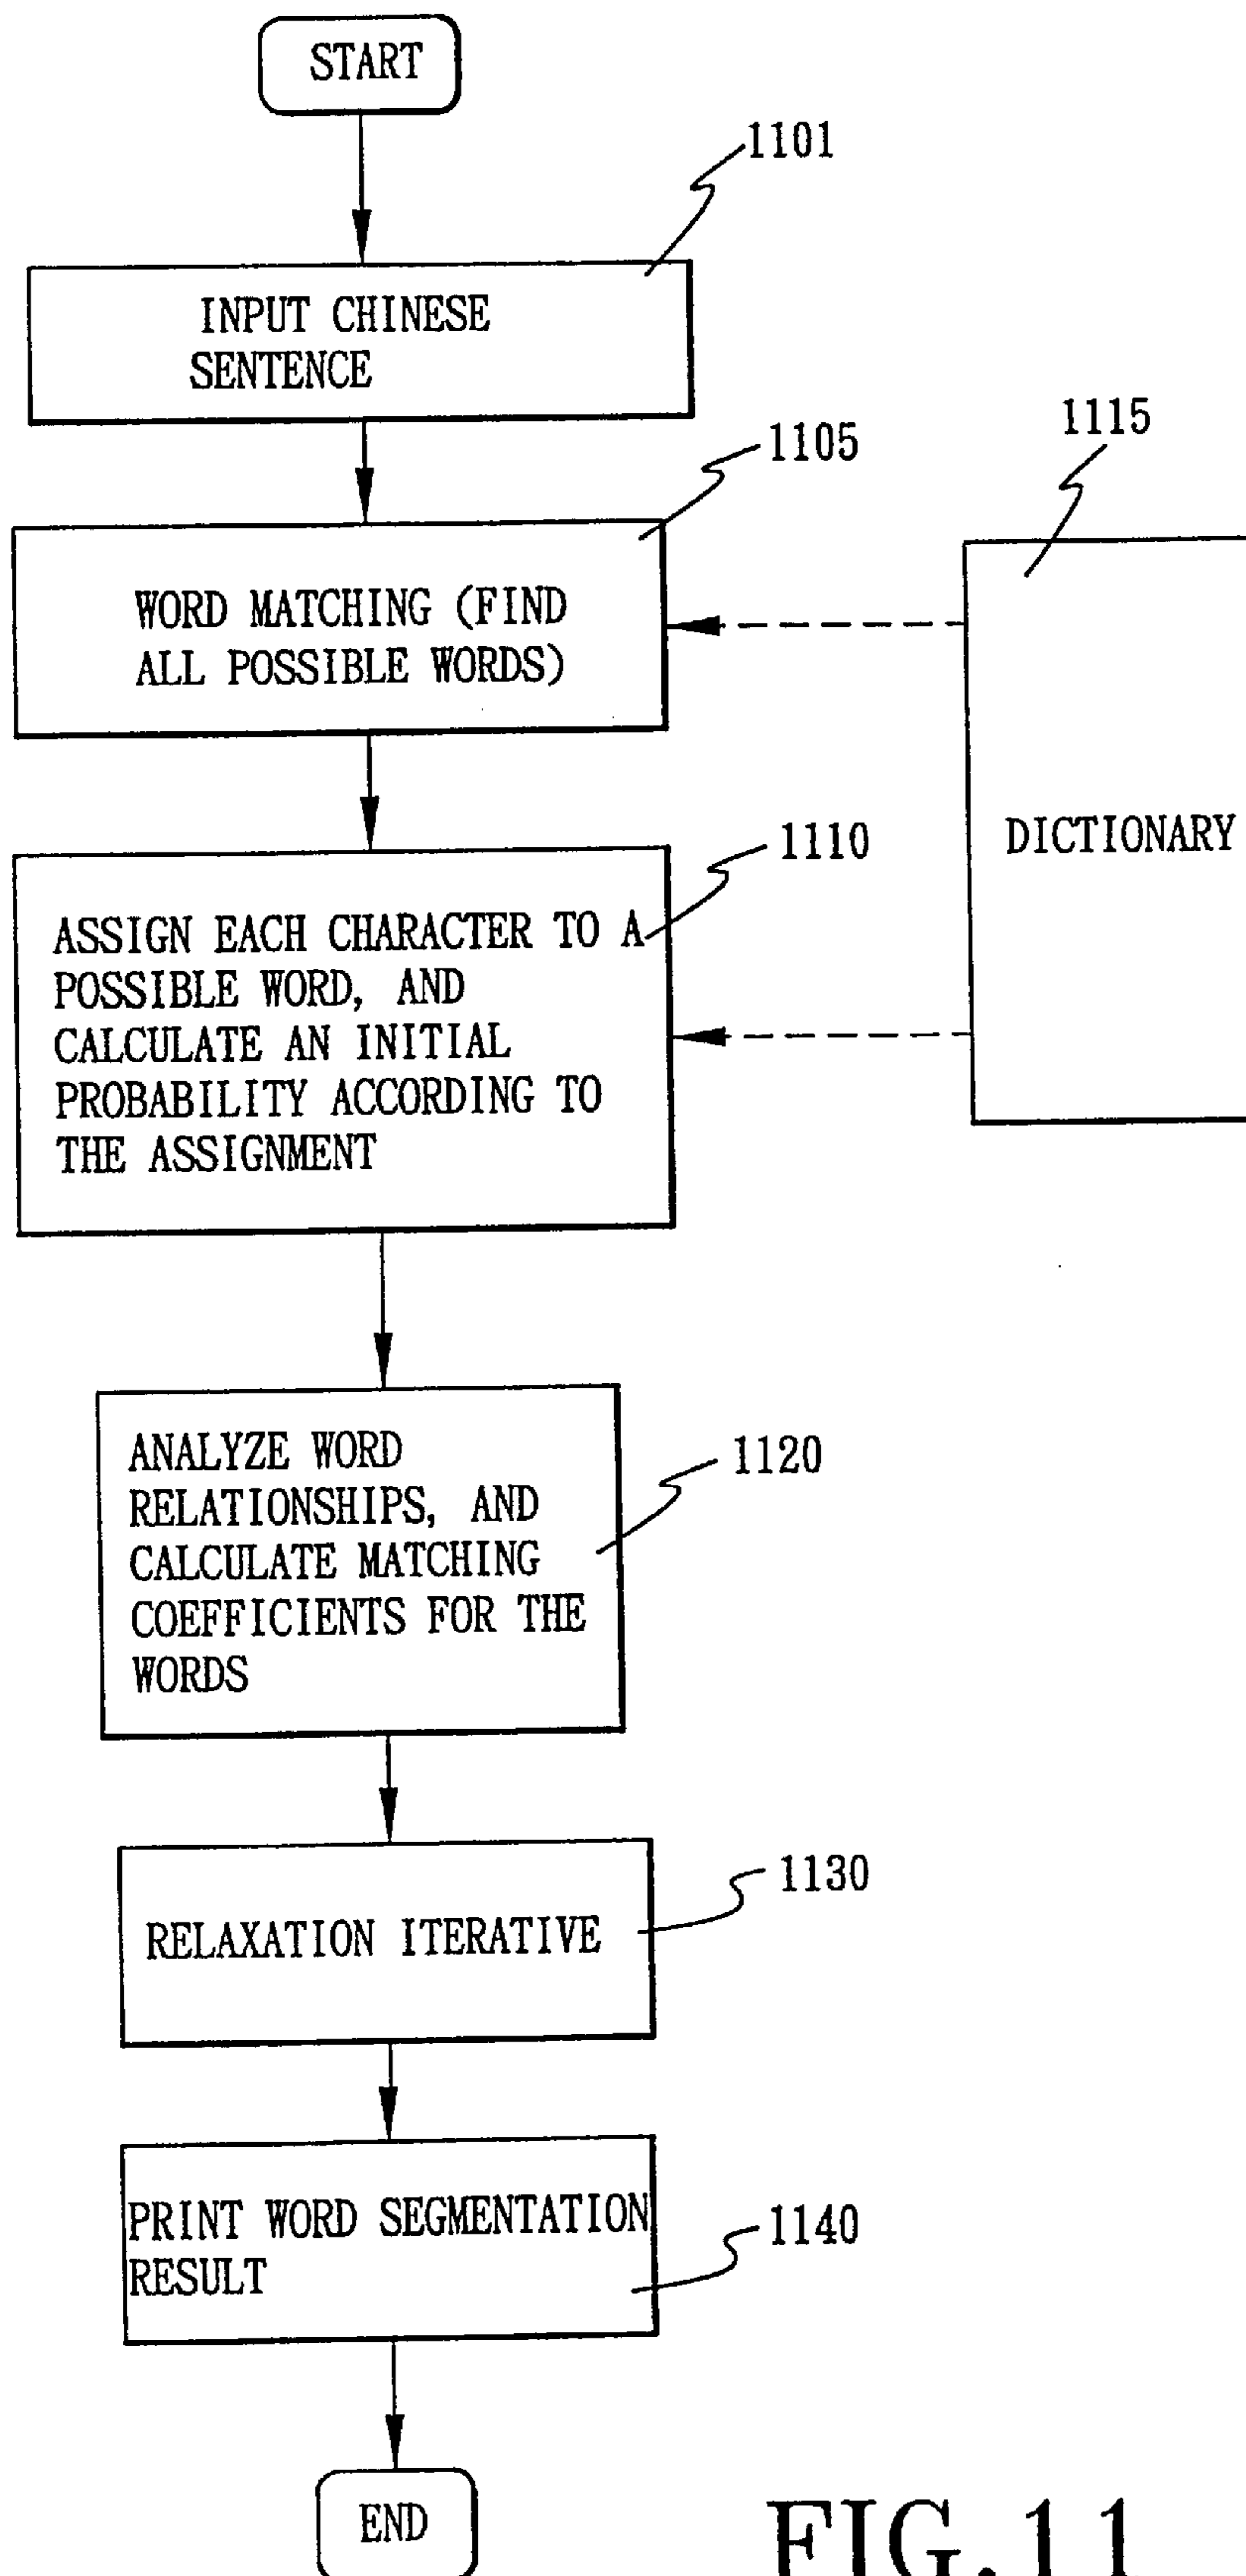 START
1101
INPUT CHINESE
SENTENCE
1105
1115
WORD MATCHING (FIND
ALL POSSIBLE WORDS)
DICTIONARY
1110
ASSIGN EACH CHARACTER TO A
POSSIBLE WORD, AND
CALCULATE AN INITIAL
PROBABILITY ACCORDING TO
THE ASSIGNMENT
1120
ANALYZE WORD
RELATIONSHIPS, AND
CALCULATE MATCHING
COEFFICIENTS FOR THE
WORDS
1130
RELAXATION ITERATIVE
PRINT WORD SEGMENTATION
RESULT
1140
END
FIG.11